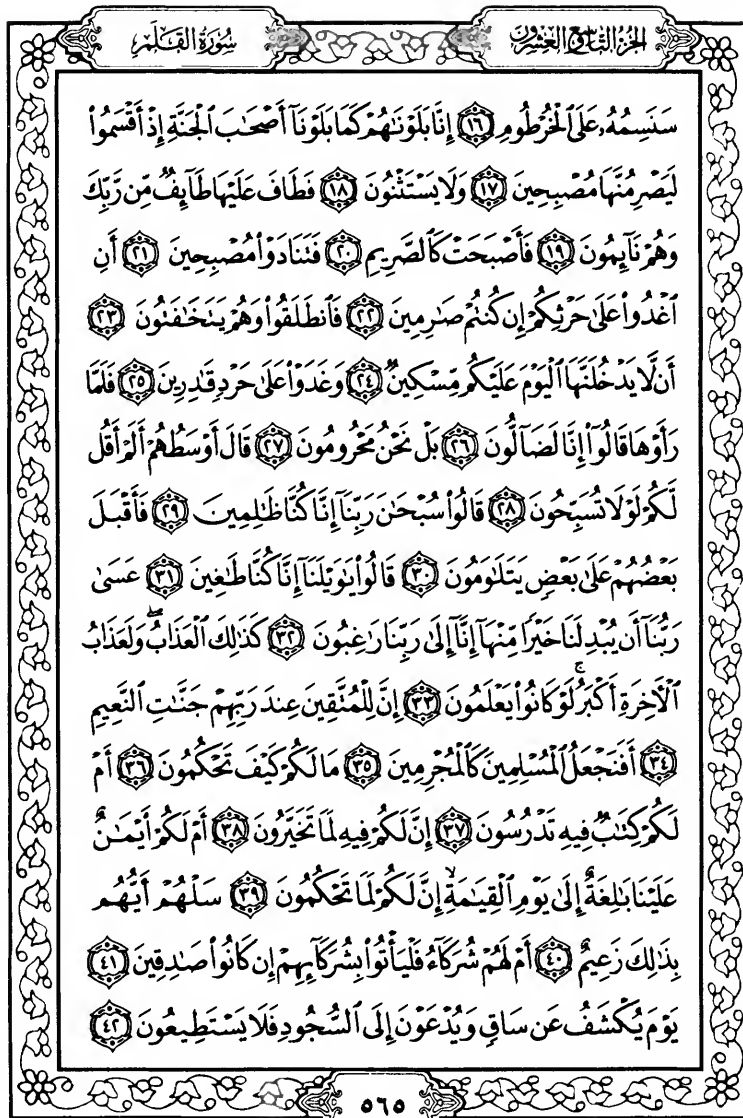 الجزء التاسع والعشرون
سورة القلم
سَنَسِمُهُۥ عَلَى ٱلْخُرْطُومِ ١٦ إِنَّا بَلَوْنَٰهُمْ كَمَا بَلَوْنَآ أَصْحَٰبَ ٱلْجَنَّةِ إِذْ أَقْسَمُوا۟
لَيَصْرِمُنَّهَا مُصْبِحِينَ ١٧ وَلَا يَسْتَثْنُونَ ١٨ فَطَافَ عَلَيْهَا طَآئِفٌ مِّن رَّبِّكَ
وَهُمْ نَآئِمُونَ ١٩ فَأَصْبَحَتْ كَٱلصَّرِيمِ ٢٠ فَتَنَادَوْا۟ مُصْبِحِينَ ٢١ أَنِ
ٱغْدُوا۟ عَلَىٰ حَرْثِكُمْ إِن كُنتُمْ صَٰرِمِينَ ٢٢ فَٱنطَلَقُوا۟ وَهُمْ يَتَخَٰفَتُونَ ٢٣
أَن لَّا يَدْخُلَنَّهَا ٱلْيَوْمَ عَلَيْكُم مِّسْكِينٌ ٢٤ وَغَدَوْا۟ عَلَىٰ حَرْدٍ قَٰدِرِينَ ٢٥ فَلَمَّا
رَأَوْهَا قَالُوٓا۟ إِنَّا لَضَآلُّونَ ٢٦ بَلْ نَحْنُ مَحْرُومُونَ ٢٧ قَالَ أَوْسَطُهُمْ أَلَمْ أَقُل
لَّكُمْ لَوْلَا تُسَبِّحُونَ ٢٨ قَالُوا۟ سُبْحَٰنَ رَبِّنَآ إِنَّا كُنَّا ظَٰلِمِينَ ٢٩ فَأَقْبَلَ
بَعْضُهُمْ عَلَىٰ بَعْضٍ يَتَلَٰوَمُونَ ٣٠ قَالُوا۟ يَٰوَيْلَنَآ إِنَّا كُنَّا طَٰغِينَ ٣١ عَسَىٰ
رَبُّنَآ أَن يُبْدِلَنَا خَيْرًا مِّنْهَآ إِنَّآ إِلَىٰ رَبِّنَا رَٰغِبُونَ ٣٢ كَذَٰلِكَ ٱلْعَذَابُ ۖ وَلَعَذَابُ
ٱلْءَاخِرَةِ أَكْبَرُ ۚ لَوْ كَانُوا۟ يَعْلَمُونَ ٣٣ إِنَّ لِلْمُتَّقِينَ عِندَ رَبِّهِمْ جَنَّٰتِ ٱلنَّعِيمِ
٣٤ أَفَنَجْعَلُ ٱلْمُسْلِمِينَ كَٱلْمُجْرِمِينَ ٣٥ مَا لَكُمْ كَيْفَ تَحْكُمُونَ ٣٦ أَمْ
لَكُمْ كِتَٰبٌ فِيهِ تَدْرُسُونَ ٣٧ إِنَّ لَكُمْ فِيهِ لَمَا تَخَيَّرُونَ ٣٨ أَمْ لَكُمْ أَيْمَٰنٌ
عَلَيْنَا بَٰلِغَةٌ إِلَىٰ يَوْمِ ٱلْقِيَٰمَةِ ۙ إِنَّ لَكُمْ لَمَا تَحْكُمُونَ ٣٩ سَلْهُمْ أَيُّهُم
بِذَٰلِكَ زَعِيمٌ ٤٠ أَمْ لَهُمْ شُرَكَآءُ فَلْيَأْتُوا۟ بِشُرَكَآئِهِمْ إِن كَانُوا۟ صَٰدِقِينَ ٤١
يَوْمَ يُكْشَفُ عَن سَاقٍ وَيُدْعَوْنَ إِلَى ٱلسُّجُودِ فَلَا يَسْتَطِيعُونَ ٤٢
٥٦٥